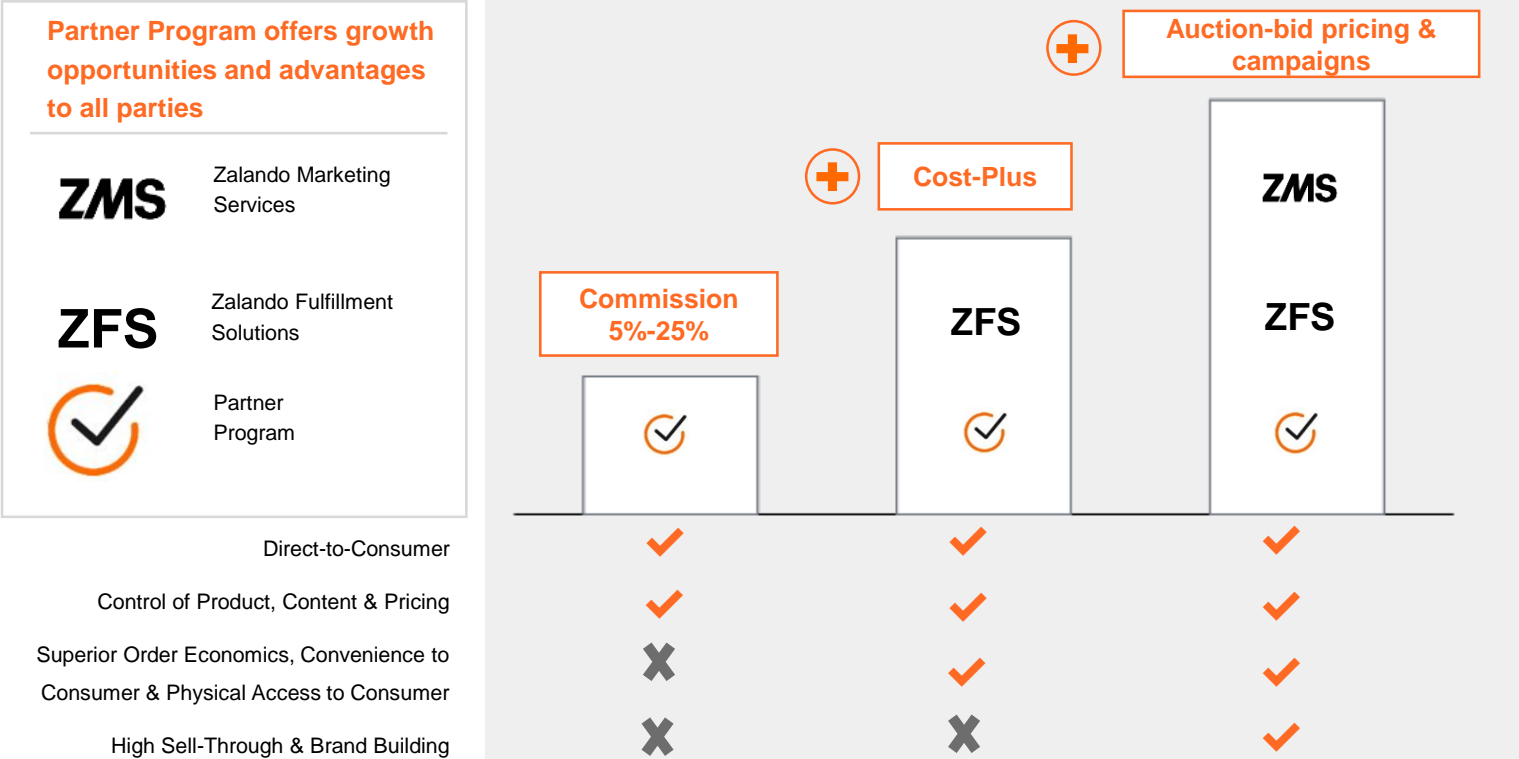 Partner Program offers growth
opportunities and advantages
to all parties
ZMS
Zalando Marketing
Services
ZFS
Zalando Fulfillment
Solutions
Partner
Program
Commission
5%-25%
Cost-Plus
ZFS
Auction-bid pricing &
campaigns
ZMS
ZFS
Direct-to-Consumer
Control of Product, Content & Pricing
Superior Order Economics, Convenience to
Consumer & Physical Access to Consumer
High Sell-Through & Brand Building